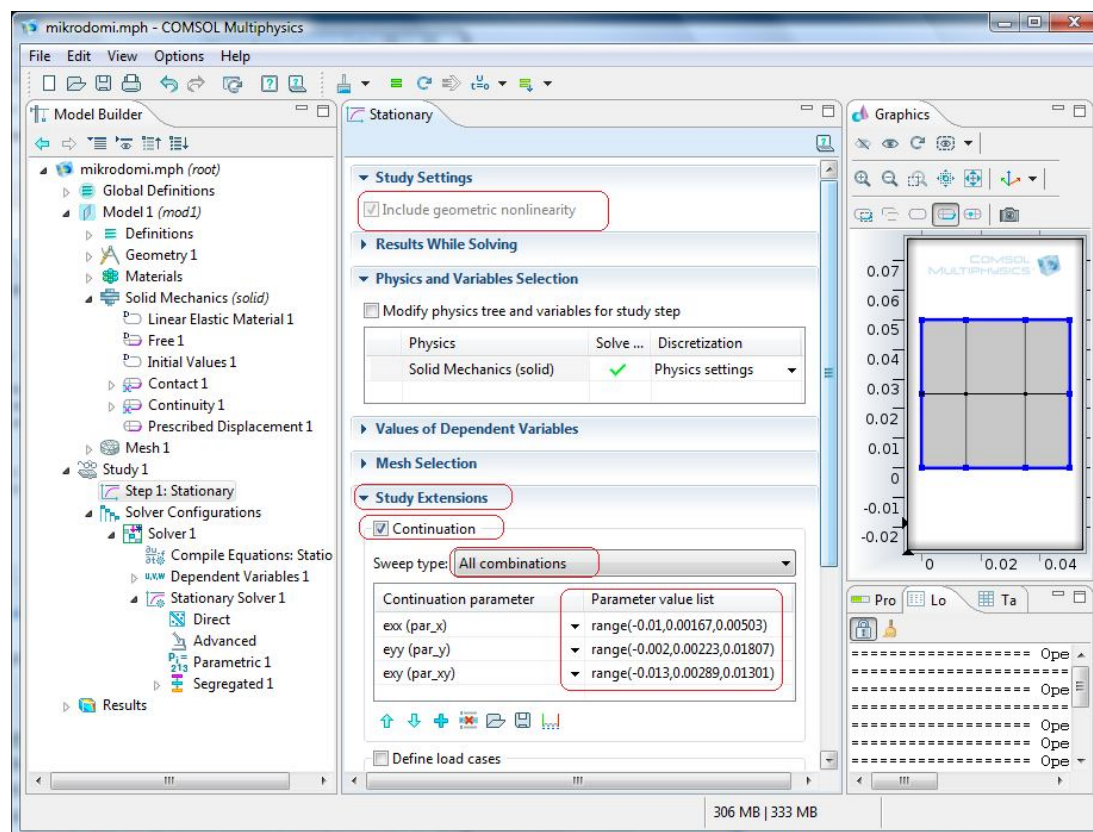 mikrodomi.mph - COMSOL Multiphysics
File Edit View Options Help
Model Builder
mikrodomi.mph (root)
Global Definitions
Model 1 (mod1)
Definitions
Geometry 1
Materials
Solid Mechanics (solid)
Linear Elastic Material 1
Free 1
Initial Values 1
Contact 1
Continuity 1
Prescribed Displacement 1
Mesh 1
Study 1
Step 1: Stationary
Solver Configurations
Solver 1
Compile Equations: Statio
u,v,w Dependent Variables 1
Stationary Solver 1
Direct
Advanced
Parametric 1
Segregated 1
Results
Stationary
Study Settings
Include geometric nonlinearity
Results While Solving
Physics and Variables Selection
Modify physics tree and variables for study step
Physics Solve ... Discretization
Solid Mechanics (solid) Physics settings
Values of Dependent Variables
Mesh Selection
Study Extensions
Continuation
Sweep type: All combinations
Continuation parameter Parameter value list
exx (par_x) range(-0.01,0.00167,0.00503)
eyy (par_y) range(-0.002,0.00223,0.01807)
exy (par_xy) range(-0.013,0.00289,0.01301)
Define load cases
Graphics
COMSOL
MULTIPHYSICS
0.07
0.06
0.05
0.04
0.03
0.02
0.01
0
-0.01
-0.02
0 0.02 0.04
Pro Lo Ta
=================== Ope
=================== Ope
=================== Ope
=================== Ope
=================== Ope
306 MB | 333 MB